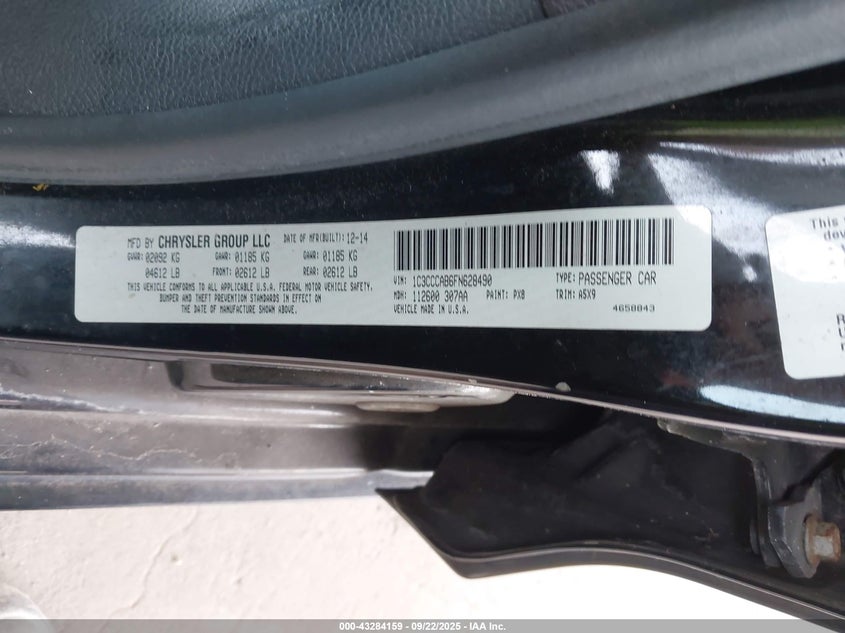 MFD BY CHRYSLER GROUP LLC DATE OF MFR(BUILT): 12-14
GVWR: 02092 KG GAWR: 01185 KG GAWR: 01185 KG
04612 LB FRONT: 02612 LB REAR: 02612 LB
THIS VEHICLE CONFORMS TO ALL APPLICABLE FEDERAL MOTOR VEHICLE SAFETY,
BUMPER AND THEFT PREVENTION STANDARDS IN EFFECT ON
THE DATE OF MANUFACTURE SHOWN ABOVE.
VIN: 1C3CCCAB6FN628490 TYPE: PASSENGER CAR
MDH: 112600 307AA PAINT: PX8 TRIM: A5X9
VEHICLE MADE IN U.S.A. 4658843
This
000-43284159 - 09/22/2025 - IAA Inc.